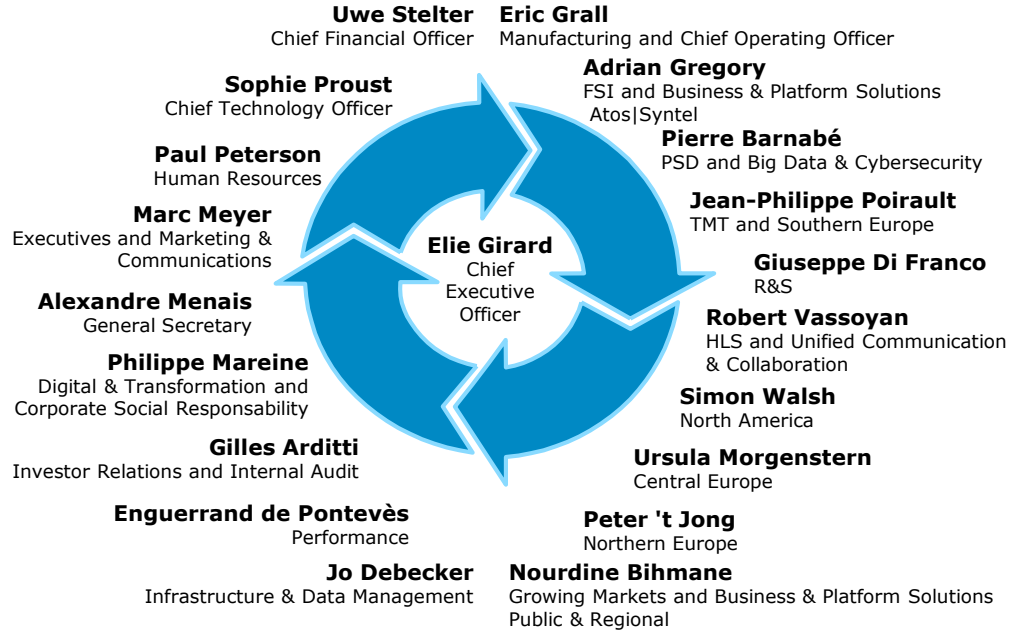 Uwe Stelter
Chief Financial Officer
Eric Grall
Manufacturing and Chief Operating Officer
Sophie Proust
Chief Technology Officer
Adrian Gregory
FSI and Business & Platform Solutions
Atos|Syntel
Paul Peterson
Human Resources
Pierre Barnabé
PSD and Big Data & Cybersecurity
Marc Meyer
Executives and Marketing &
Communications
Jean-Philippe Poirault
TMT and Southern Europe
Elie Girard
Chief
Executive
Officer
Giuseppe Di Franco
R&S
Alexandre Menais
General Secretary
Robert Vassoyan
HLS and Unified Communication
& Collaboration
Philippe Mareine
Digital & Transformation and
Corporate Social Responsability
Simon Walsh
North America
Gilles Arditti
Investor Relations and Internal Audit
Ursula Morgenstern
Central Europe
Enguerrand de Pontevès
Performance
Peter 't Jong
Northern Europe
Jo Debecker
Infrastructure & Data Management
Nourdine Bihmane
Growing Markets and Business & Platform Solutions
Public & Regional